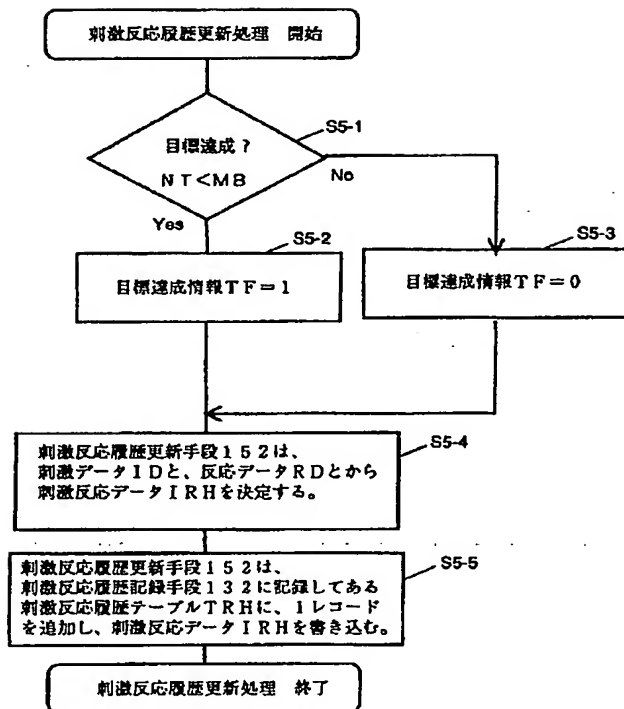 刺激反応履歴更新処理 開始
S5-1
目標達成？
NT<MB
No
Yes
S5-2
S5-3
目標達成情報TF＝1
目標達成情報TF＝0
S5-4
刺激反応履歴更新手段152は、
刺激データIDと、反応データRDとから
刺激反応データIRHを決定する。
S5-5
刺激反応履歴更新手段152は、
刺激反応履歴記録手段132に記録してある
刺激反応履歴テーブルTRHに、1レコード
を追加し、刺激反応データIRHを書き込む。
刺激反応履歴更新処理 終了